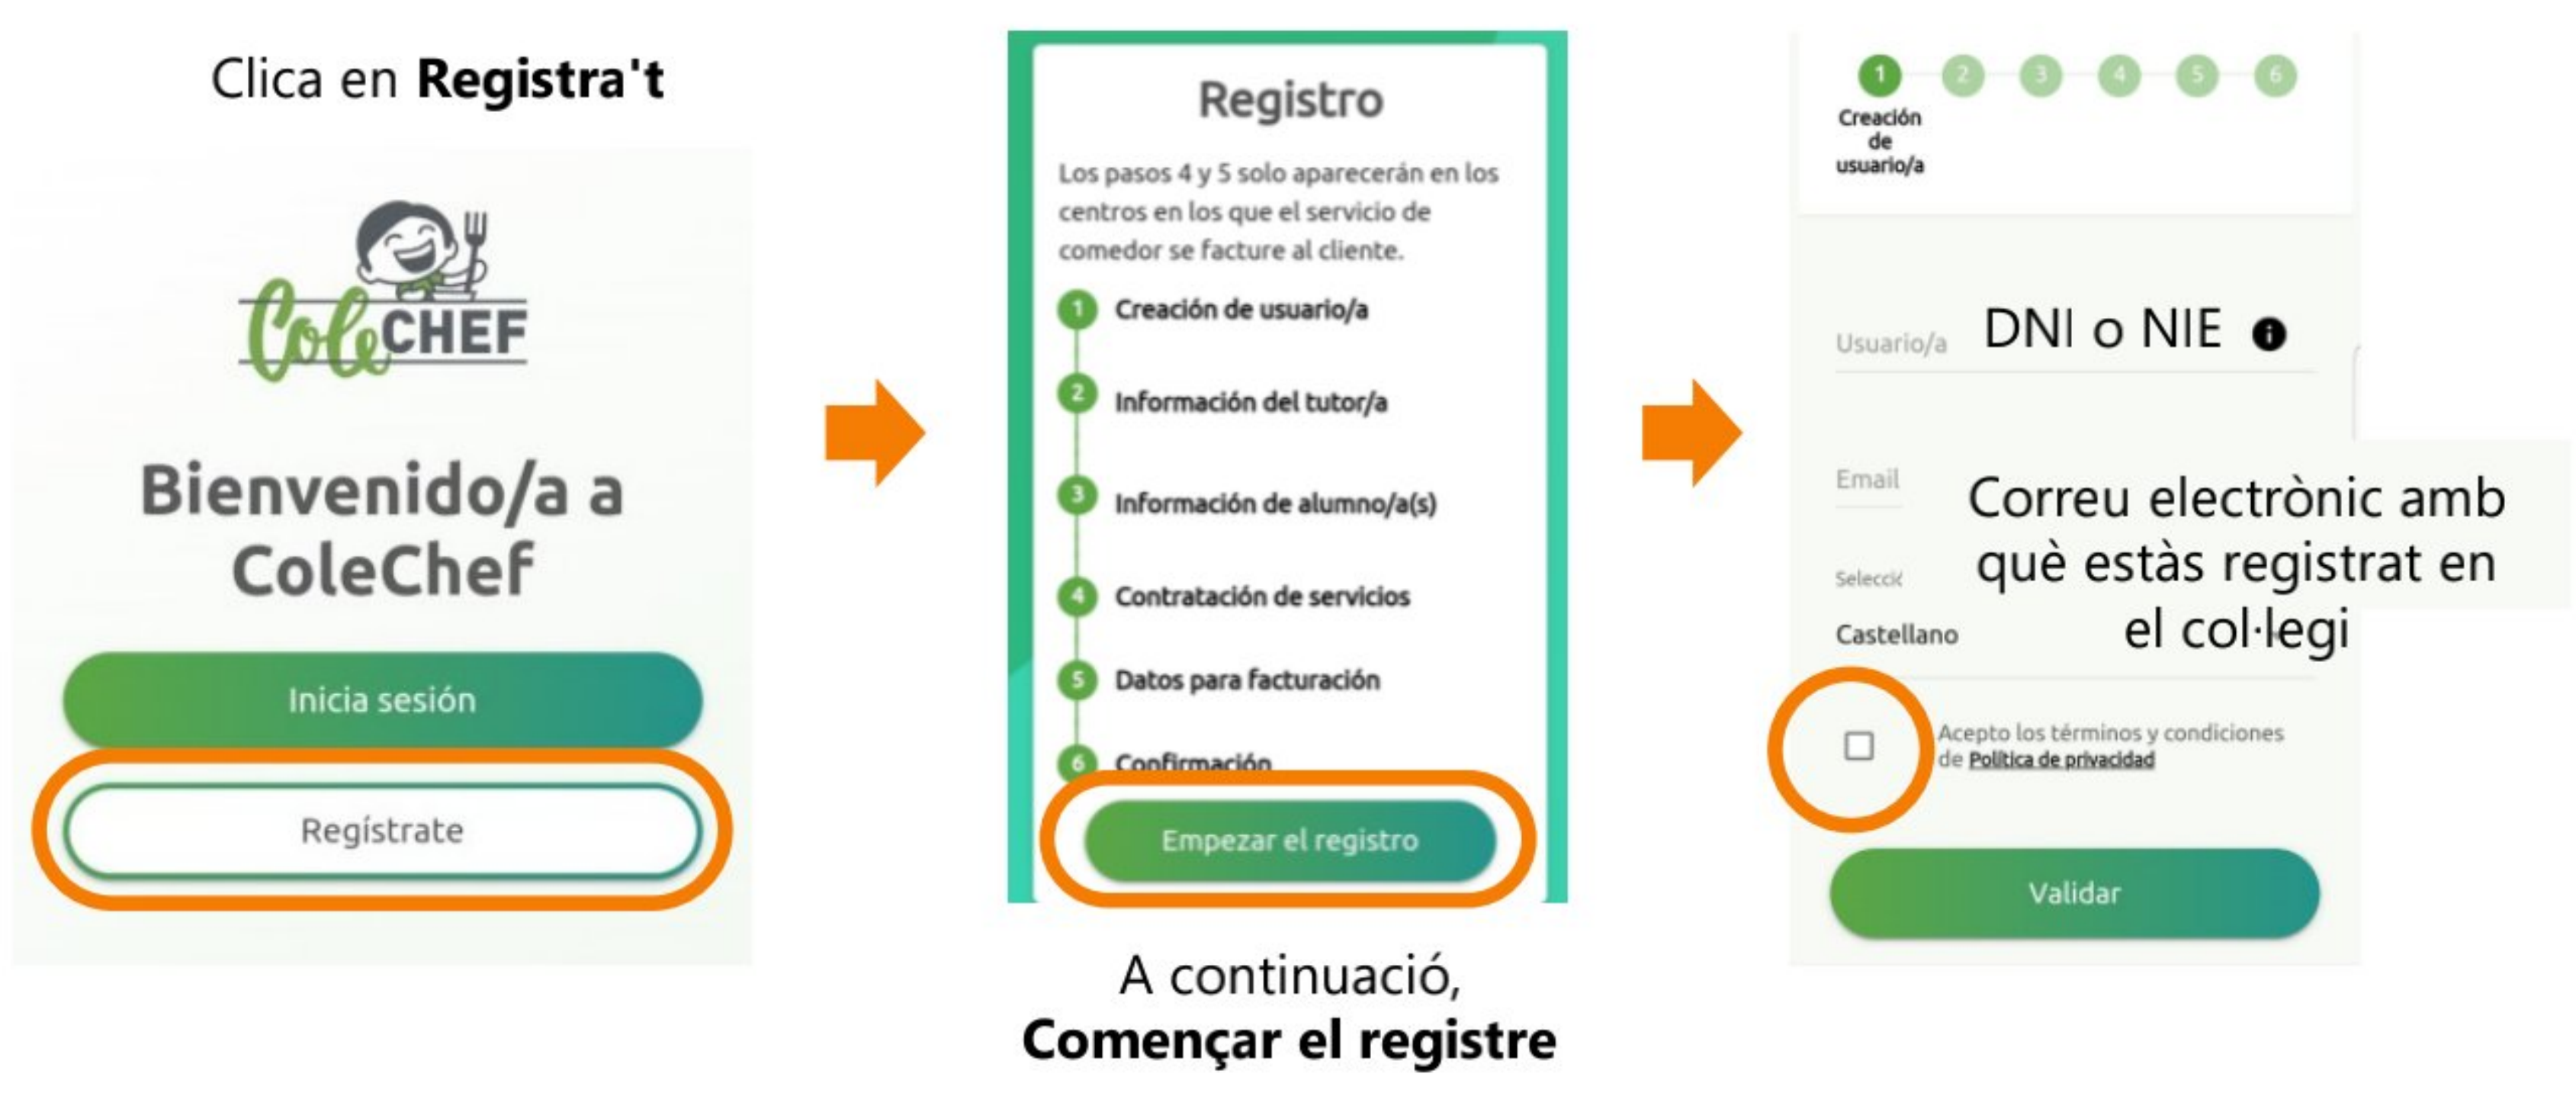 Clica en Registra't
ColeCHEF
Bienvenido/a a
ColeChef
Inicia sesión
Regístrate
Registro
Los pasos 4 y 5 solo aparecerán en los
centros en los que el servicio de
comedor se facture al cliente.
1 Creación de usuario/a
2 Información del tutor/a
3 Información de alumno/a(s)
4 Contratación de servicios
5 Datos para facturación
6 Confirmación
Empezar el registro
A continuació,
Començar el registre
1 2 3 4 5 6
Creación
de
usuario/a
Usuario/a DNI o NIE
Email
Correu electrònic amb
què estàs registrat en
el col·legi
Selecció
Castellano
Acepto los términos y condiciones
de Política de privacidad
Validar